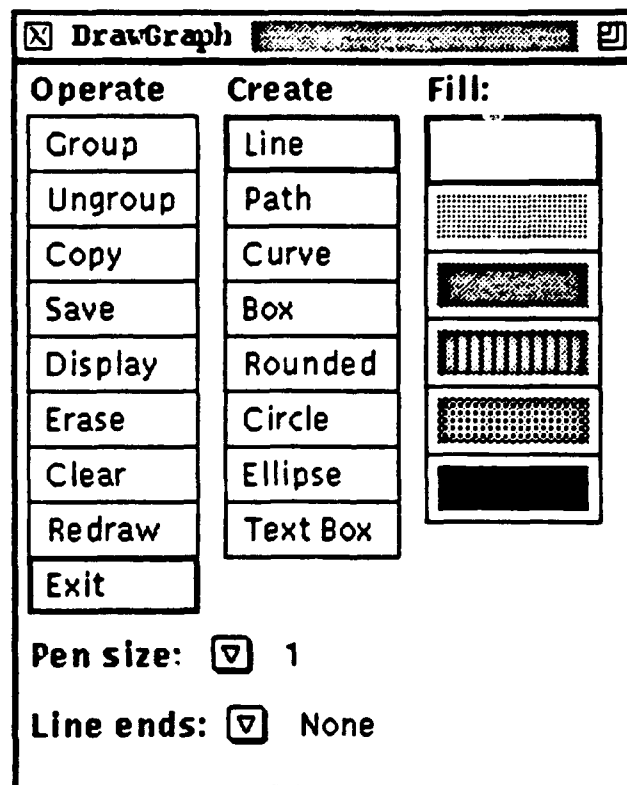 DrawGraph
Operate Create Fill:
Group Line
Ungroup Path
Copy Curve
Save Box
Display Rounded
Erase Circle
Clear Ellipse
Redraw Text Box
Exit
Pen size: 1
Line ends: None